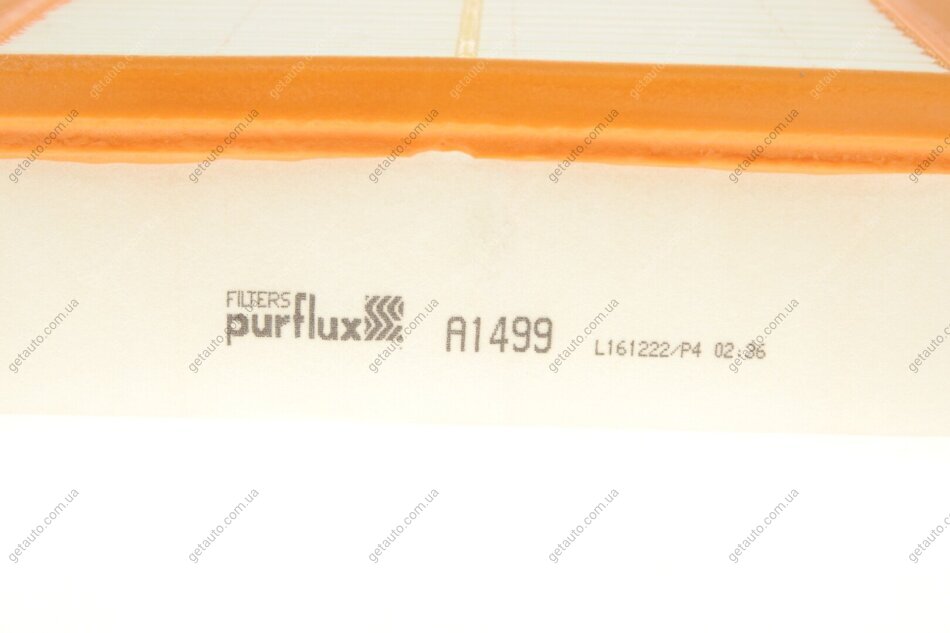 FILTERS
purflux A1499 L161222/P4 02:36
getauto.com.ua